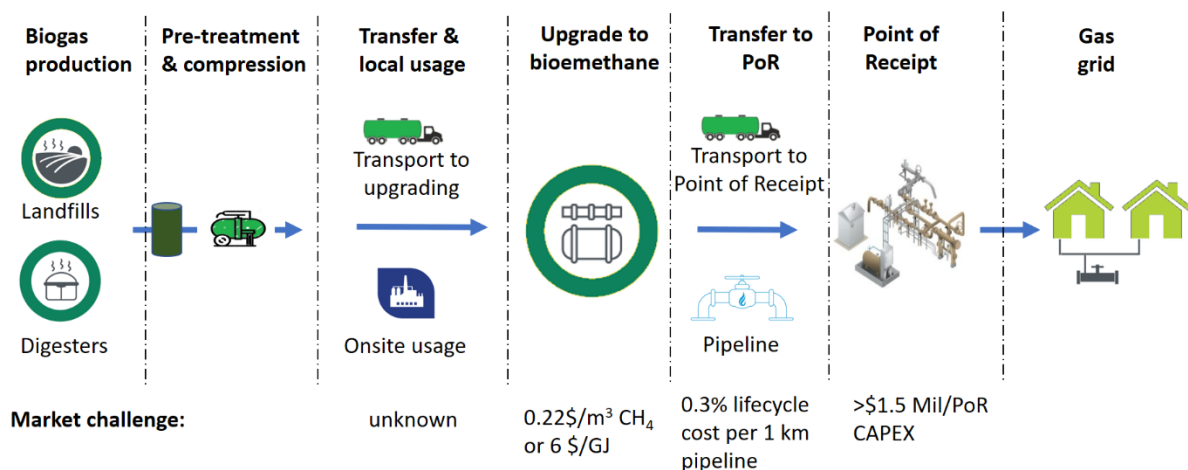 Biogas
production
Pre-treatment
& compression
Transfer &
local usage
Upgrade to
bioemethane
Transfer to
PoR
Point of
Receipt
Gas
grid
Landfills
Digesters
Transport to
upgrading
Onsite usage
Transport to
Point of Receipt
Pipeline
Market challenge:
unknown
0.22$/m³ CH₄
or 6 $/GJ
0.3% lifecycle
cost per 1 km
pipeline
>$1.5 Mil/PoR
CAPEX